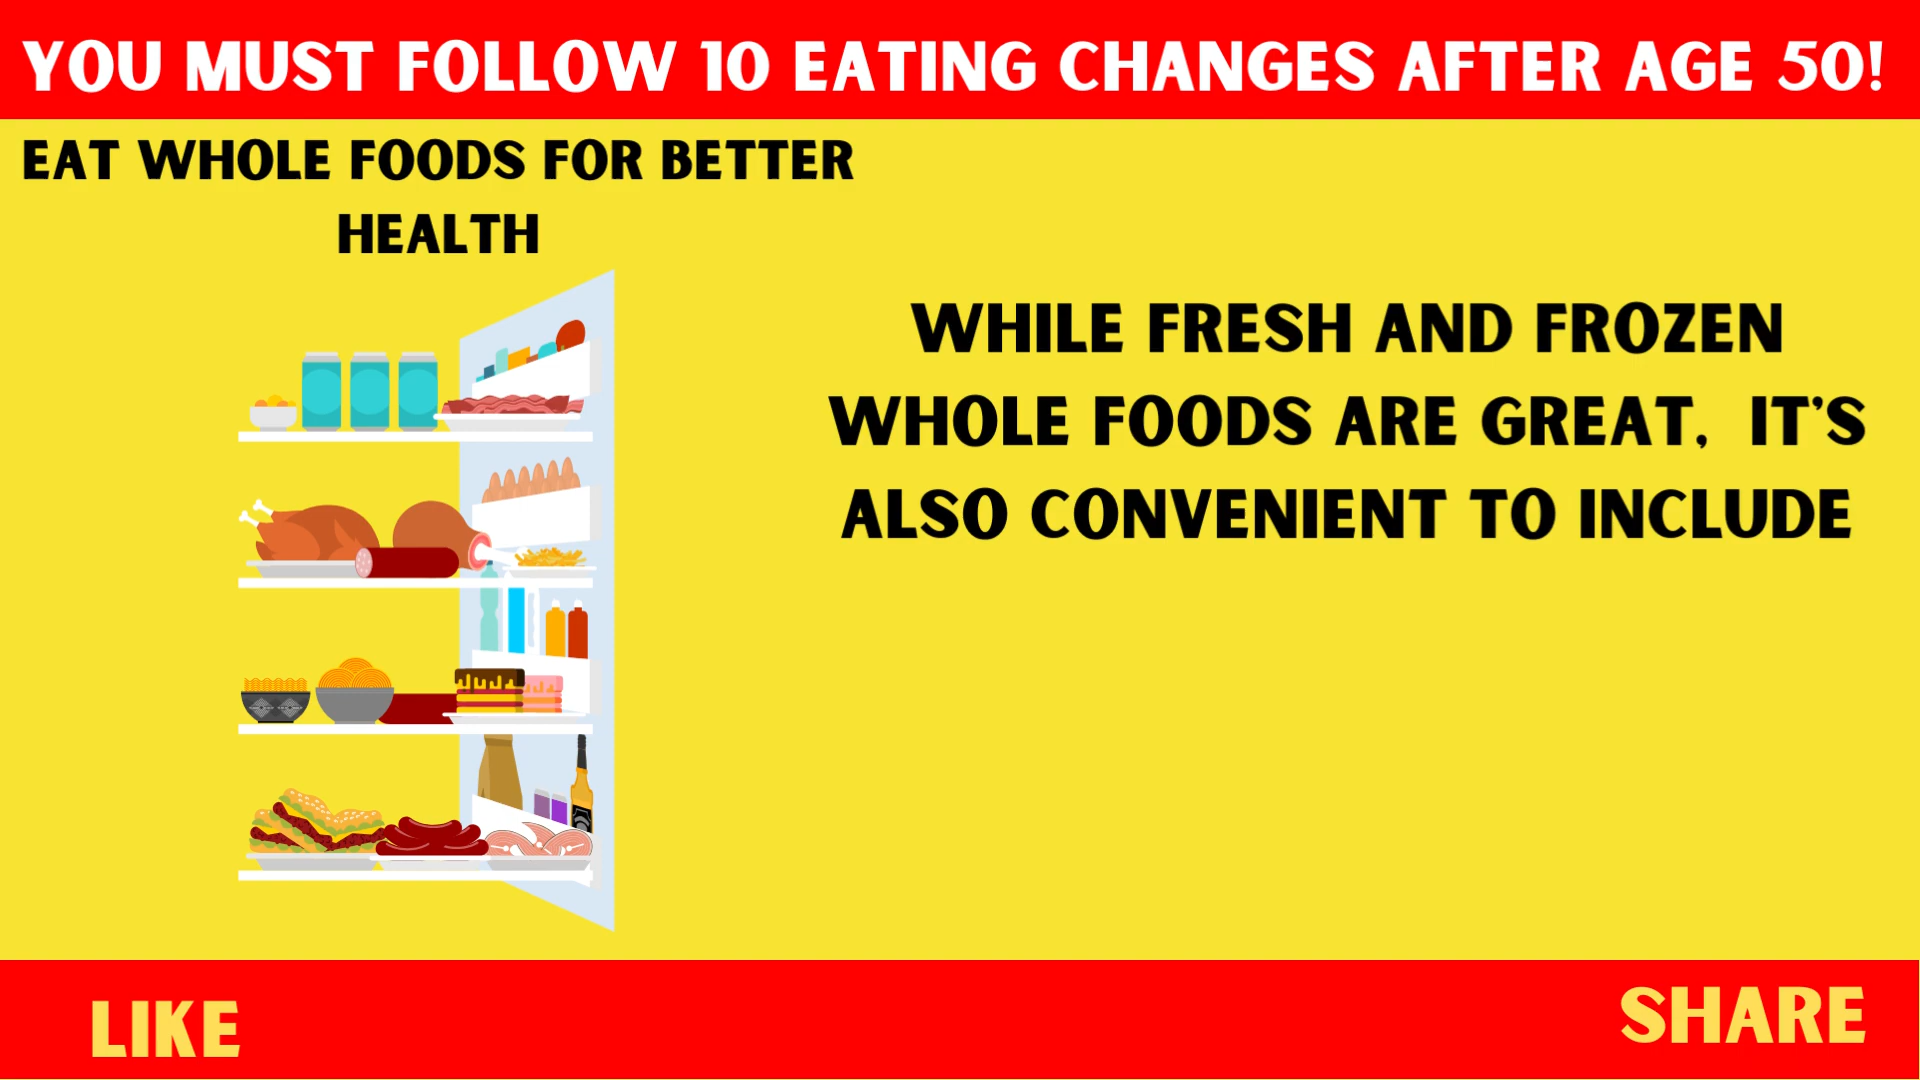 YOU MUST FOLLOW 10 EATING CHANGES AFTER AGE 50!
EAT WHOLE FOODS FOR BETTER
HEALTH
WHILE FRESH AND FROZEN
WHOLE FOODS ARE GREAT, IT'S
ALSO CONVENIENT TO INCLUDE
LIKE
SHARE